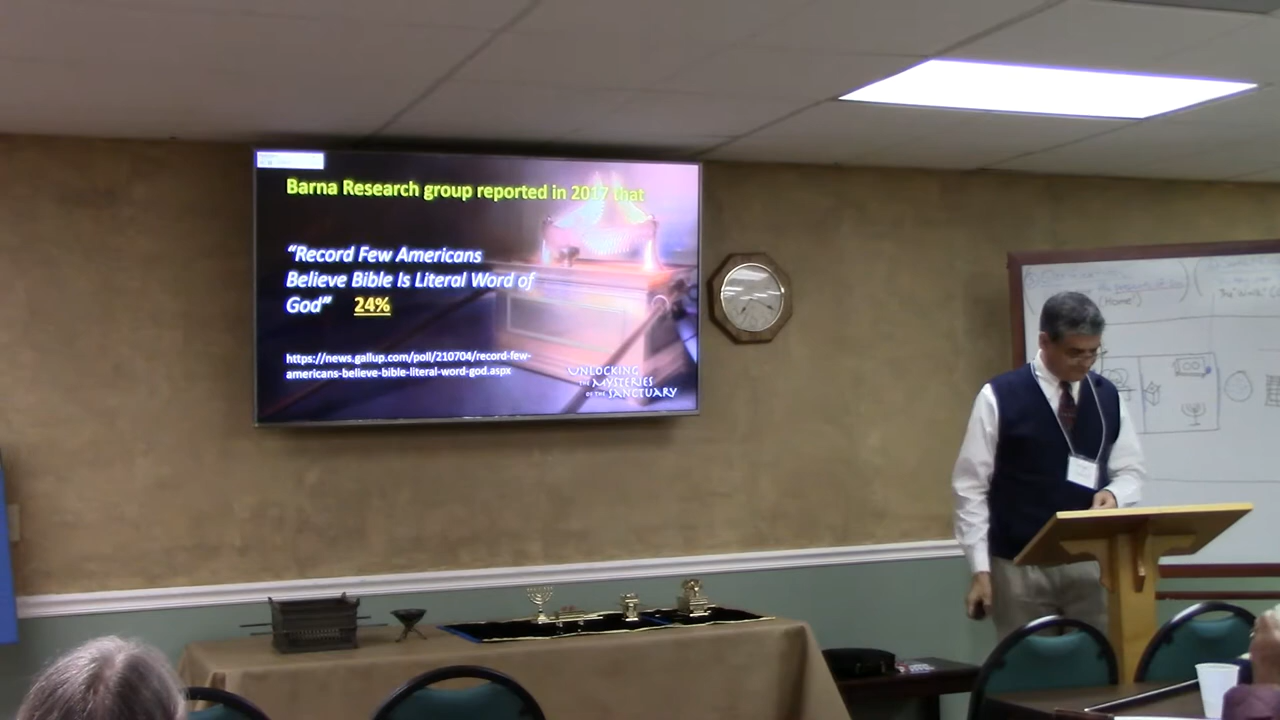 Barna Research group reported in 2017 that
“Record Few Americans
Believe Bible Is Literal Word of
God” 24%
https://news.gallup.com/poll/210704/record-few-
americans-believe-bible-literal-word-god.aspx
UNLOCKING
THE MYSTERIES
OF THE SANCTUARY
(Home)